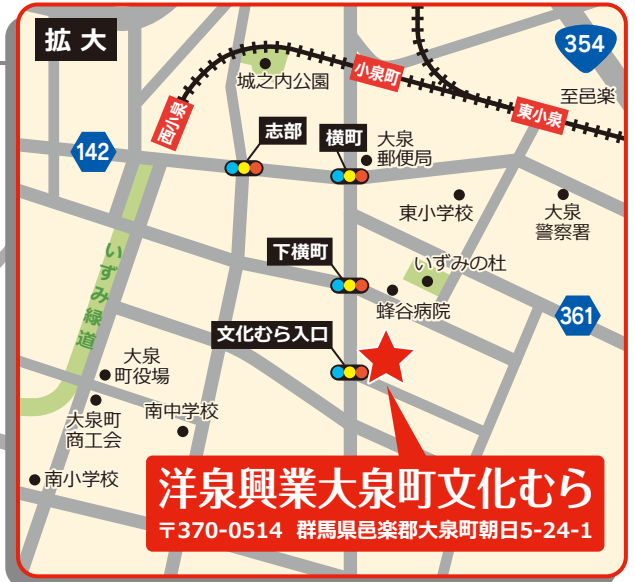 拡大
354
城之内公園
小泉町
至邑楽
西小泉
東小泉
志部
横町
大泉
郵便局
142
東小学校
大泉
警察署
いずみ緑道
下横町
いずみの杜
蜂谷病院
361
文化むら入口
大泉
町役場
大泉町
商工会
南中学校
南小学校
洋泉興業大泉町文化むら
〒370-0514 群馬県邑楽郡大泉町朝日5-24-1